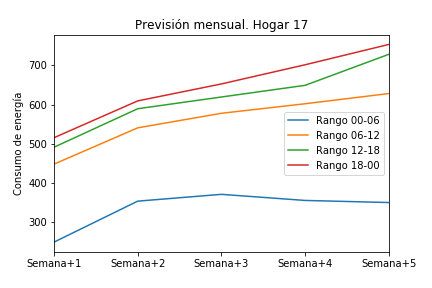 Previsión mensual. Hogar 17
Consumo de energía
700
600
500
400
300
Rango 00-06
Rango 06-12
Rango 12-18
Rango 18-00
Semana+1 Semana+2 Semana+3 Semana+4 Semana+5